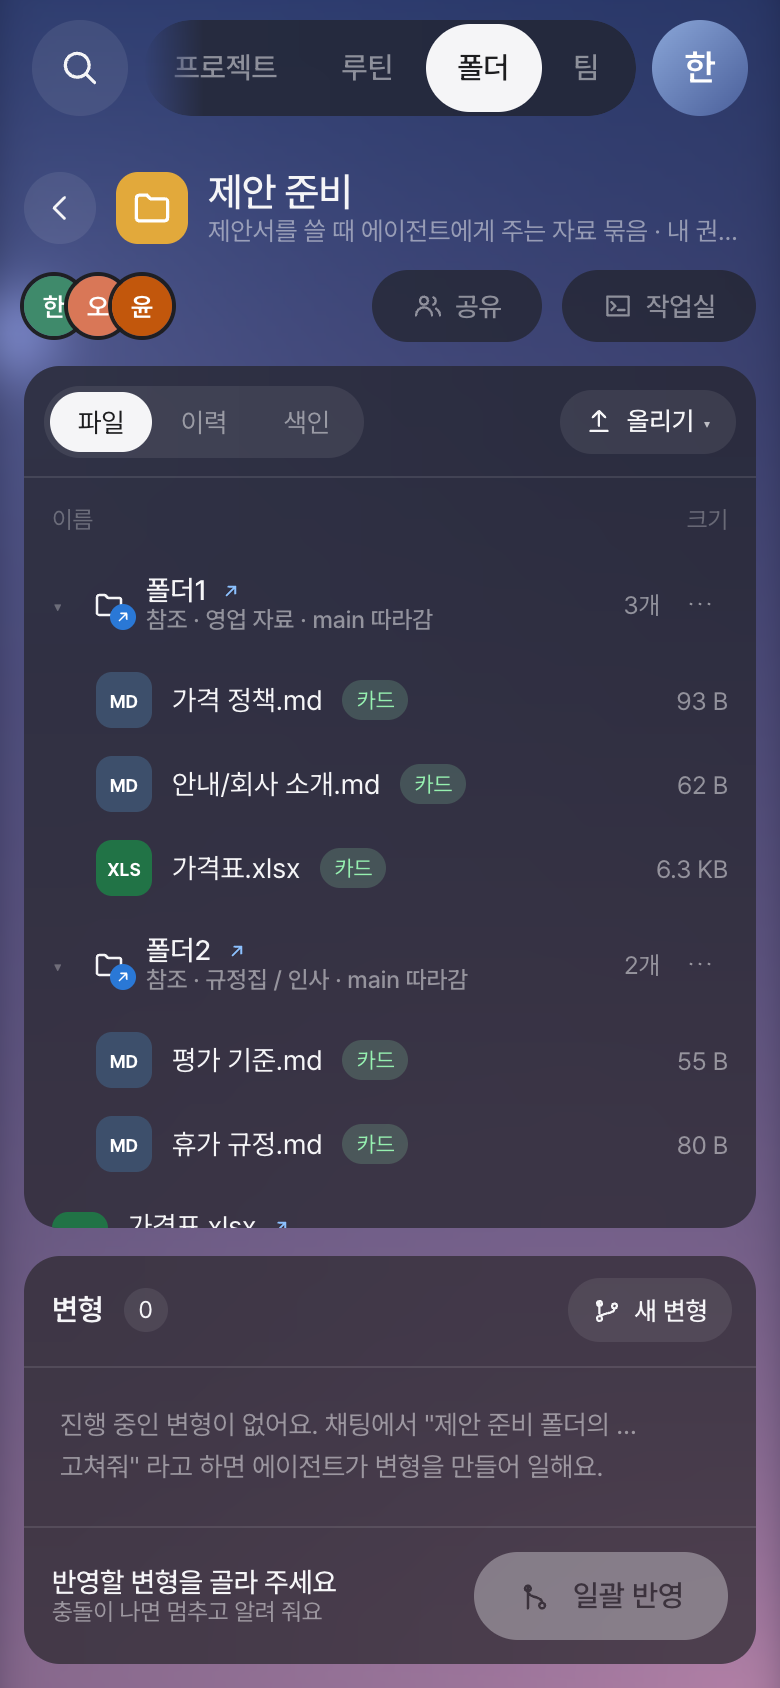 프로젝트 루틴 폴더 팀 한
제안 준비
제안서를 쓸 때 에이전트에게 주는 자료 묶음 · 내 권...
한 오 윤 공유 작업실
파일 이력 색인 올리기
이름 크기
폴더1 3개 ...
참조 · 영업 자료 · main 따라감
MD 가격 정책.md 카드 93 B
MD 안내/회사 소개.md 카드 62 B
XLS 가격표.xlsx 카드 6.3 KB
폴더2 2개 ...
참조 · 규정집 / 인사 · main 따라감
MD 평가 기준.md 카드 55 B
MD 휴가 규정.md 카드 80 B
가격표.xlsx
변형 0 새 변형
진행 중인 변형이 없어요. 채팅에서 "제안 준비 폴더의 ...
고쳐줘" 라고 하면 에이전트가 변형을 만들어 일해요.
반영할 변형을 골라 주세요 일괄 반영
충돌이 나면 멈추고 알려 줘요